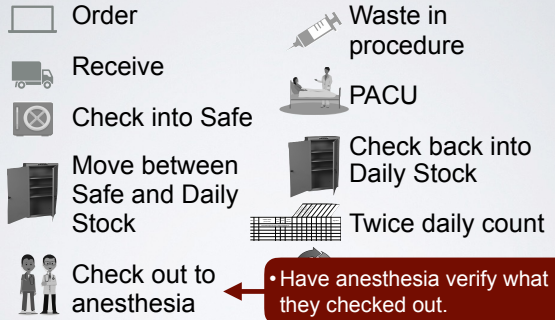 Order
Receive
Check into Safe
Move between
Safe and Daily
Stock
Check out to
anesthesia
Waste in
procedure
PACU
Check back into
Daily Stock
Twice daily count
• Have anesthesia verify what
they checked out.